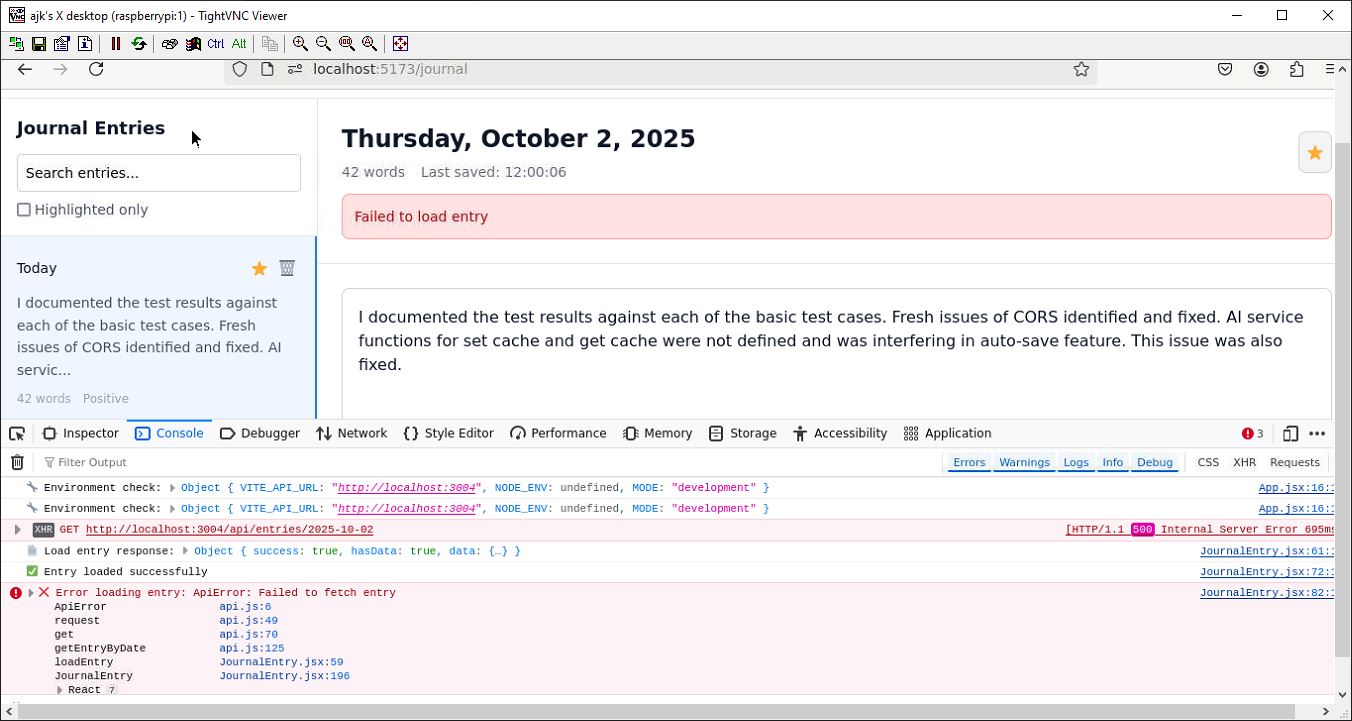 ajk's X desktop (raspberrypi:1) - TightVNC Viewer
Ctrl Alt
localhost:5173/journal
Journal Entries
Search entries...
Highlighted only
Today
I documented the test results against
each of the basic test cases. Fresh
issues of CORS identified and fixed. AI
servic...
42 words Positive
Thursday, October 2, 2025
42 words Last saved: 12:00:06
Failed to load entry
I documented the test results against each of the basic test cases. Fresh issues of CORS identified and fixed. AI service
functions for set cache and get cache were not defined and was interfering in auto-save feature. This issue was also
fixed.
Inspector Console Debugger Network Style Editor Performance Memory Storage Accessibility Application 3
Filter Output Errors Warnings Logs Info Debug CSS XHR Requests
Environment check: Object { VITE_API_URL: "http://localhost:3004", NODE_ENV: undefined, MODE: "development" } App.jsx:16:
Environment check: Object { VITE_API_URL: "http://localhost:3004", NODE_ENV: undefined, MODE: "development" } App.jsx:16:
XHR GET http://localhost:3004/api/entries/2025-10-02 [HTTP/1.1 500 Internal Server Error 695ms
Load entry response: Object { success: true, hasData: true, data: {…} } JournalEntry.jsx:61:
Entry loaded successfully JournalEntry.jsx:72:
Error loading entry: ApiError: Failed to fetch entry JournalEntry.jsx:82:
ApiError api.js:6
request api.js:49
get api.js:70
getEntryByDate api.js:125
loadEntry JournalEntry.jsx:59
JournalEntry JournalEntry.jsx:196
React 7